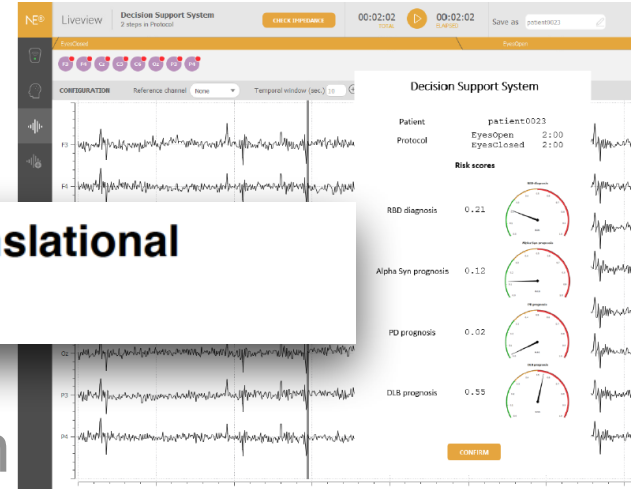 NE
Liveview
Decision Support System
2 steps in Protocol
CHECK IMPEDANCE
00:02:02
TOTAL
00:02:02
ELAPSED
Save as
patient0023
EyesClosed
EyesOpen
CONFIGURATION
Reference channel
None
Temporal window (sec.)
10
F3
F4
P3
P4
nslational
Decision Support System
Patient patient0023
Protocol EyesOpen 2:00
EyesClosed 2:00
Risk scores
RBD diagnosis 0.21
Alpha Syn prognosis 0.12
PD prognosis 0.02
DLB prognosis 0.55
CONFIRM